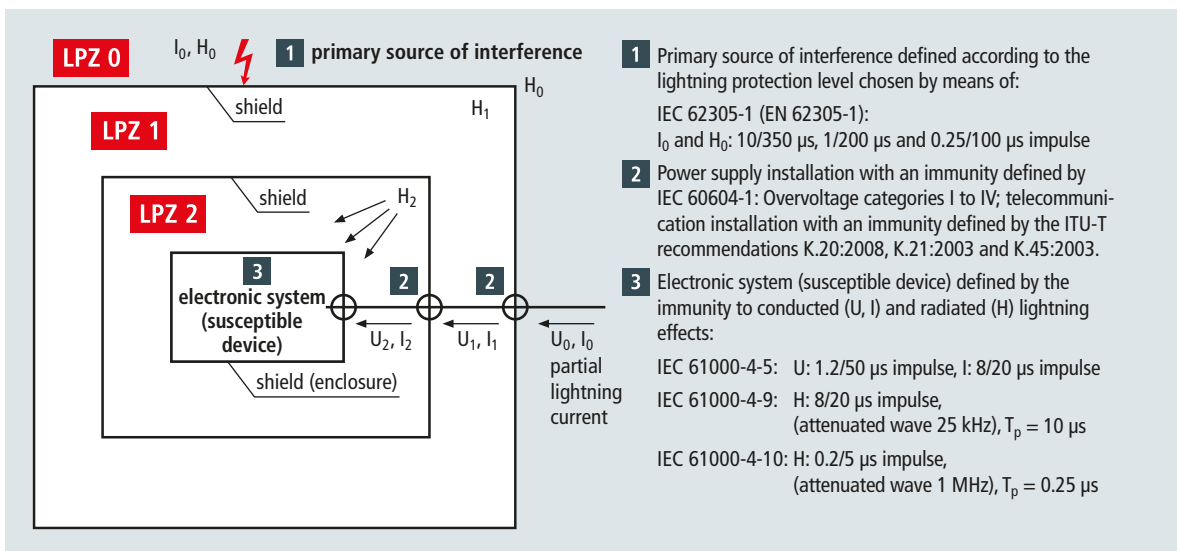 LPZ 0
I₀, H₀
1 primary source of interference
H₀
shield
H₁
LPZ 1
shield
LPZ 2
H₂
3
electronic system
(susceptible
device)
2
2
U₂, I₂
U₁, I₁
U₀, I₀
partial
lightning
current
shield (enclosure)
1 Primary source of interference defined according to the
lightning protection level chosen by means of:
IEC 62305-1 (EN 62305-1):
I₀ and H₀: 10/350 µs, 1/200 µs and 0.25/100 µs impulse
2 Power supply installation with an immunity defined by
IEC 60604-1: Overvoltage categories I to IV; telecommuni-
cation installation with an immunity defined by the ITU-T
recommendations K.20:2008, K.21:2003 and K.45:2003.
3 Electronic system (susceptible device) defined by the
immunity to conducted (U, I) and radiated (H) lightning
effects:
IEC 61000-4-5: U: 1.2/50 µs impulse, I: 8/20 µs impulse
IEC 61000-4-9: H: 8/20 µs impulse,
(attenuated wave 25 kHz), Tₚ = 10 µs
IEC 61000-4-10: H: 0.2/5 µs impulse,
(attenuated wave 1 MHz), Tₚ = 0.25 µs